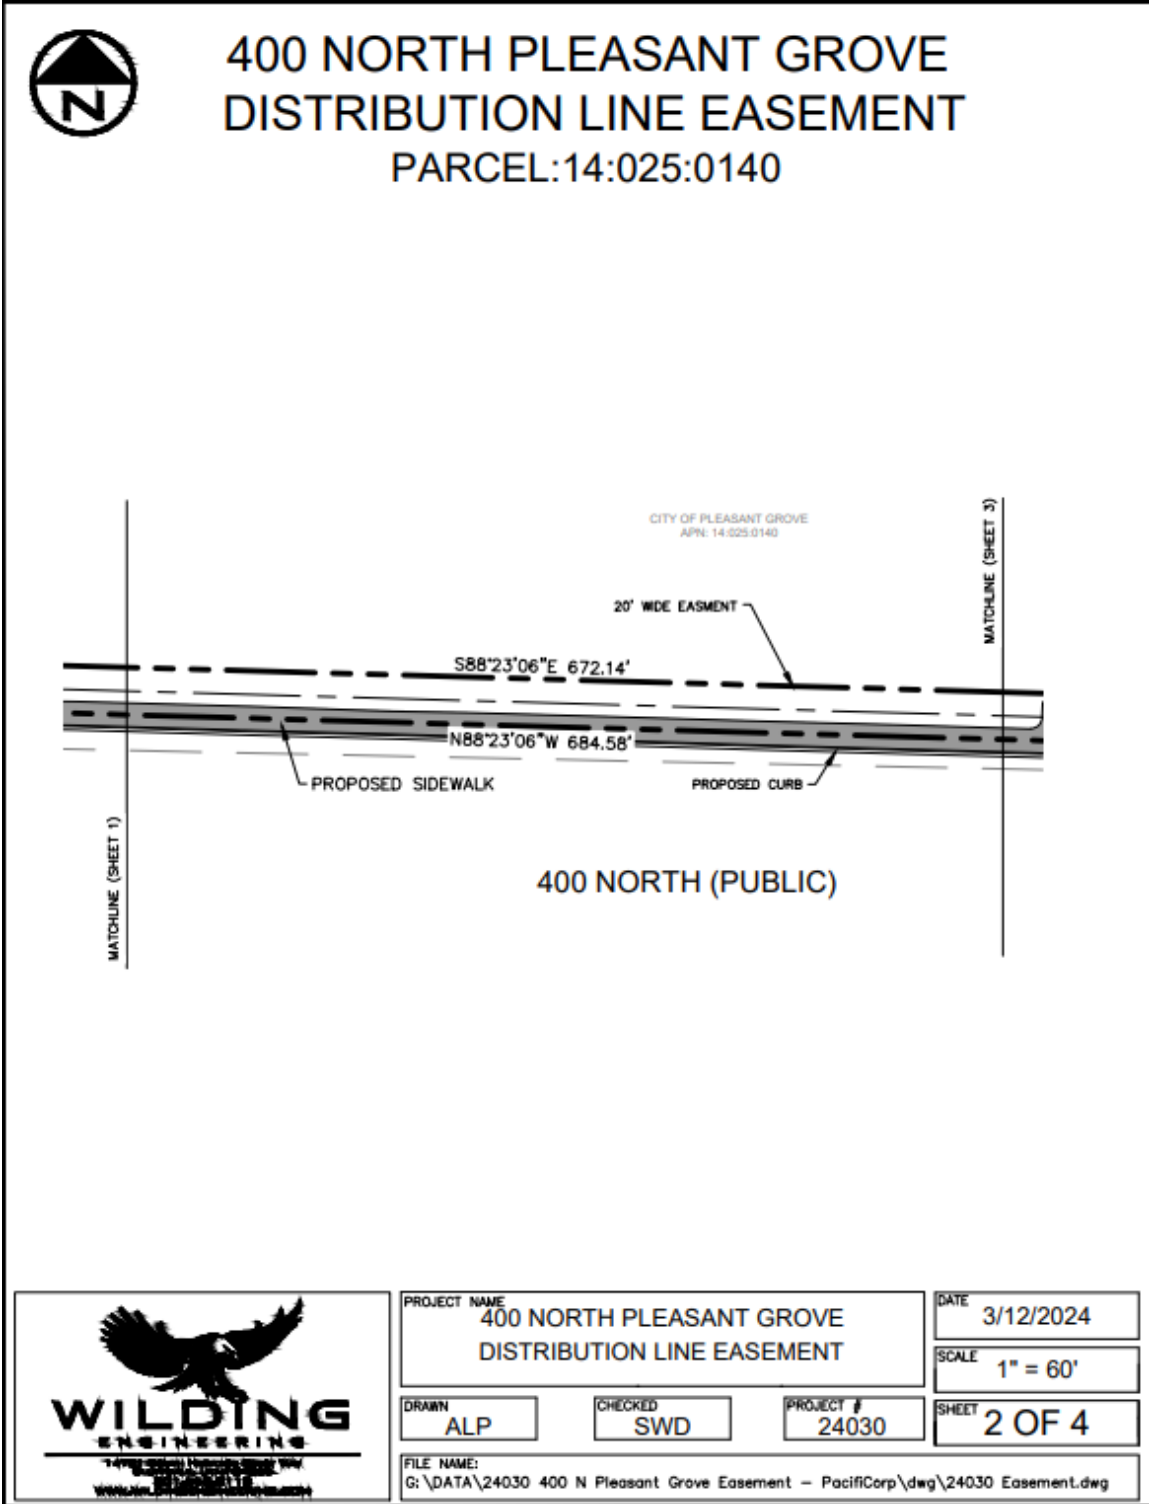 N
400 NORTH PLEASANT GROVE
DISTRIBUTION LINE EASEMENT
PARCEL:14:025:0140
CITY OF PLEASANT GROVE
APN: 14:025:0140
MATCHLINE (SHEET 3)
20' WIDE EASMENT
S88°23'06"E 672.14'
N88°23'06"W 684.58'
PROPOSED SIDEWALK
PROPOSED CURB
MATCHLINE (SHEET 1)
400 NORTH (PUBLIC)
WILDING
ENGINEERING
PROJECT NAME
400 NORTH PLEASANT GROVE
DISTRIBUTION LINE EASEMENT
DATE
3/12/2024
SCALE
1" = 60'
DRAWN
ALP
CHECKED
SWD
PROJECT #
24030
SHEET
2 OF 4
FILE NAME:
G:\DATA\24030 400 N Pleasant Grove Easement - PacifiCorp\dwg\24030 Easement.dwg